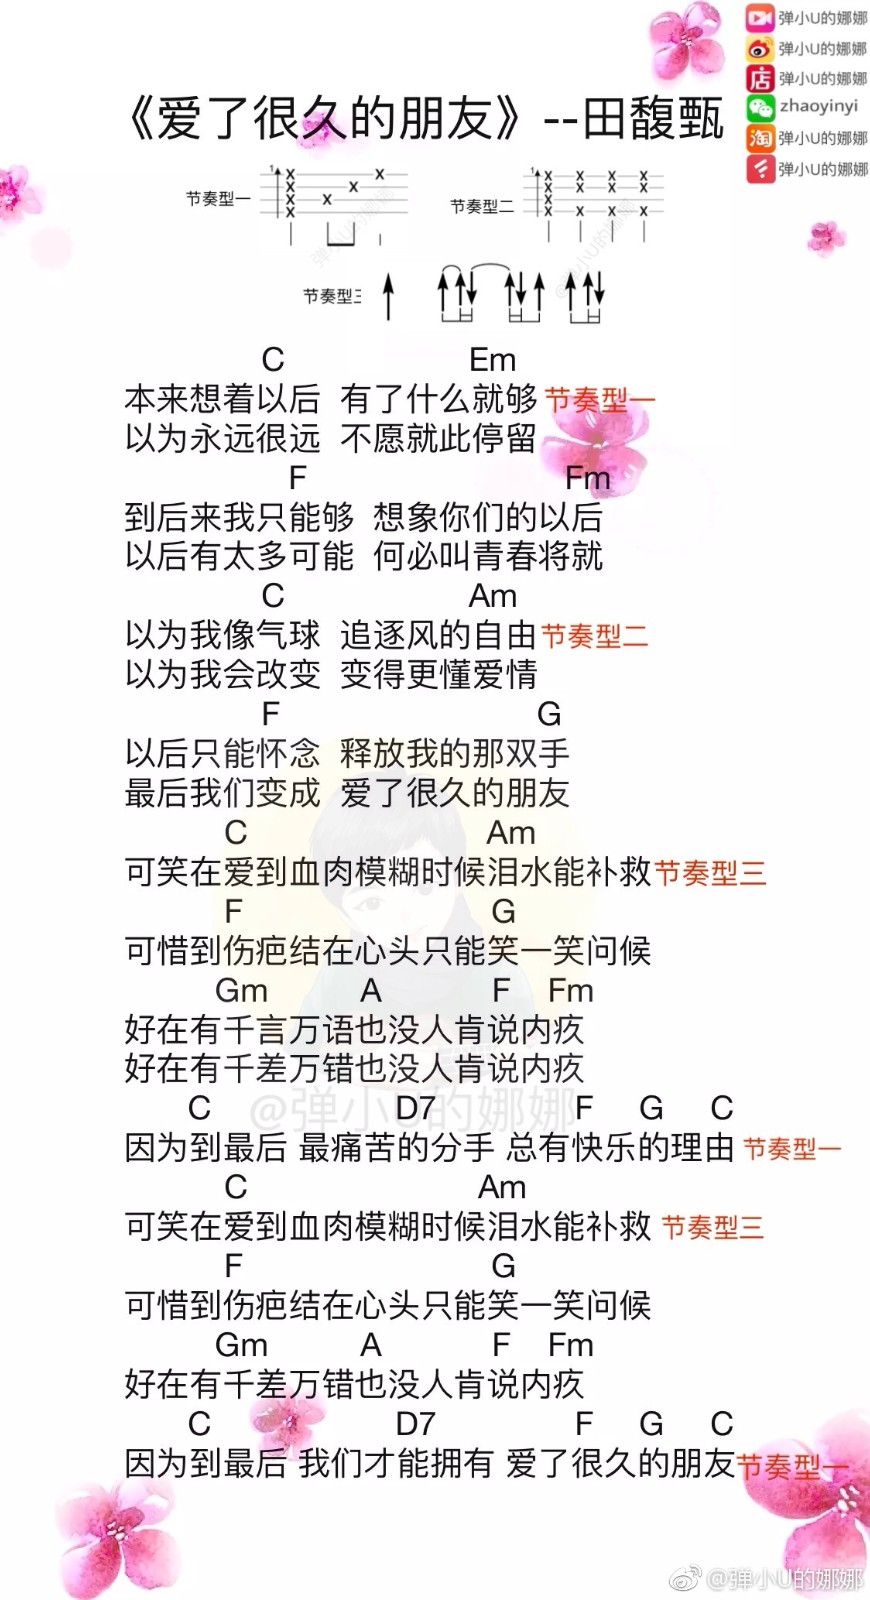 弹小U的娜娜
弹小U的娜娜
店 弹小U的娜娜
zhaoyinyi
淘 弹小U的娜娜
弹小U的娜娜
《爱了很久的朋友》--田馥甄
节奏型一
节奏型二
节奏型三
C Em
本来想着以后 有了什么就够 节奏型一
以为永远很远 不愿就此停留
F Fm
到后来我只能够 想象你们的以后
以后有太多可能 何必叫青春将就
C Am
以为我像气球 追逐风的自由 节奏型二
以为我会改变 变得更懂爱情
F G
以后只能怀念 释放我的那双手
最后我们变成 爱了很久的朋友
C Am
可笑在爱到血肉模糊时候泪水能补救 节奏型三
F G
可惜到伤疤结在心头只能笑一笑问候
Gm A F Fm
好在有千言万语也没人肯说内疚
好在有千差万错也没人肯说内疚
@弹小U的娜娜
C D7 F G C
因为到最后 最痛苦的分手 总有快乐的理由 节奏型一
C Am
可笑在爱到血肉模糊时候泪水能补救 节奏型三
F G
可惜到伤疤结在心头只能笑一笑问候
Gm A F Fm
好在有千差万错也没人肯说内疚
C D7 F G C
因为到最后 我们才能拥有 爱了很久的朋友 节奏型一
@弹小U的娜娜